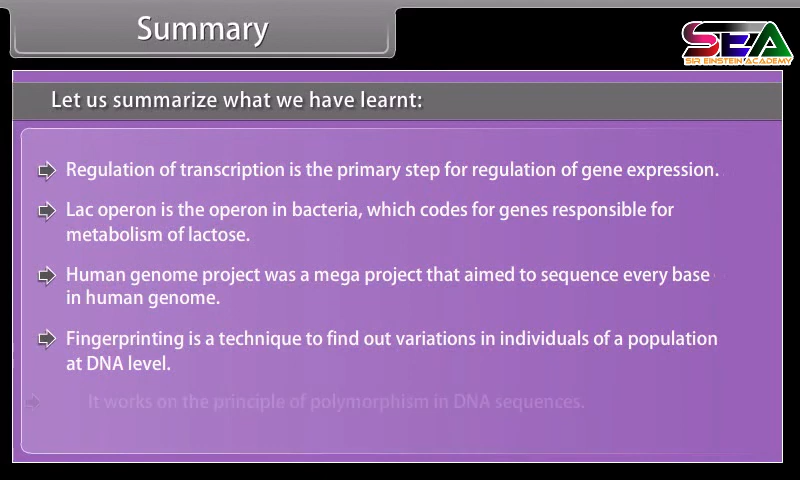 Summary
SEA
SIR EINSTEIN ACADEMY
Let us summarize what we have learnt:
Regulation of transcription is the primary step for regulation of gene expression.
Lac operon is the operon in bacteria, which codes for genes responsible for
metabolism of lactose.
Human genome project was a mega project that aimed to sequence every base
in human genome.
Fingerprinting is a technique to find out variations in individuals of a population
at DNA level.
It works on the principle of polymorphism in DNA sequences.